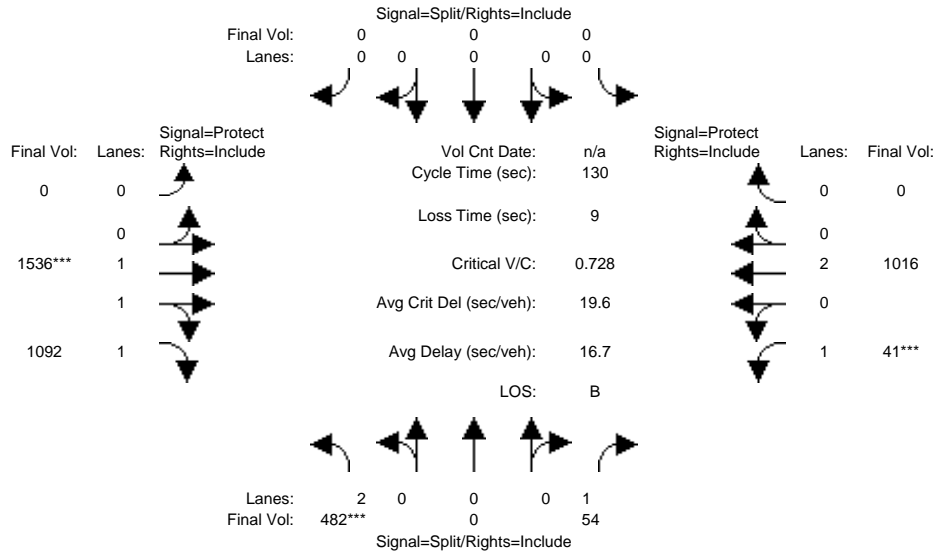 Signal=Split/Rights=Include
Final Vol: 0 0 0
Lanes: 0 0 0 0 0
Signal=Protect Signal=Protect
Final Vol: Lanes: Rights=Include Vol Cnt Date: n/a Rights=Include Lanes: Final Vol:
Cycle Time (sec): 130
0 0 0 0
Loss Time (sec): 9
0 0
1536*** 1 Critical V/C: 0.728 2 1016
1 Avg Crit Del (sec/veh): 19.6 0
1092 1 Avg Delay (sec/veh): 16.7 1 41***
LOS: B
Lanes: 2 0 0 0 1
Final Vol: 482*** 0 54
Signal=Split/Rights=Include